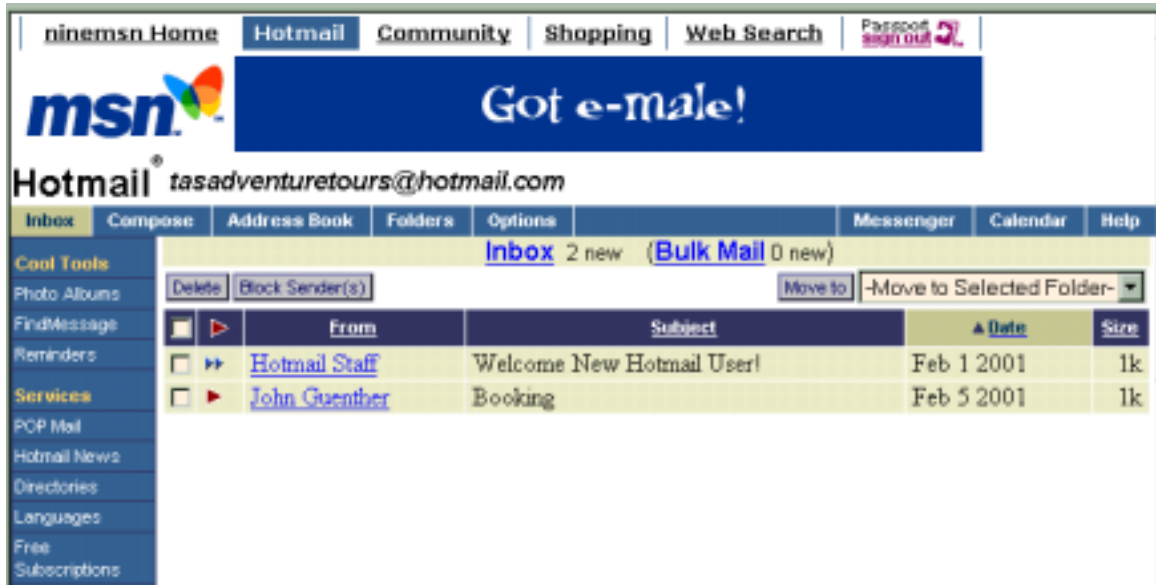 ninemsn Home Hotmail Community Shopping Web Search Passport sign out
msn
Got e-male!
Hotmail® tasadventuretours@hotmail.com
Inbox Compose Address Book Folders Options Messenger Calendar Help
Inbox 2 new (Bulk Mail 0 new)
Cool Tools
Delete Block Sender(s) Move to -Move to Selected Folder-
Photo Albums
FindMessage
From Subject Date Size
Reminders
Hotmail Staff Welcome New Hotmail User! Feb 1 2001 1k
Services
John Guenther Booking Feb 5 2001 1k
POP Mail
Hotmail News
Directories
Languages
Free
Subscriptions